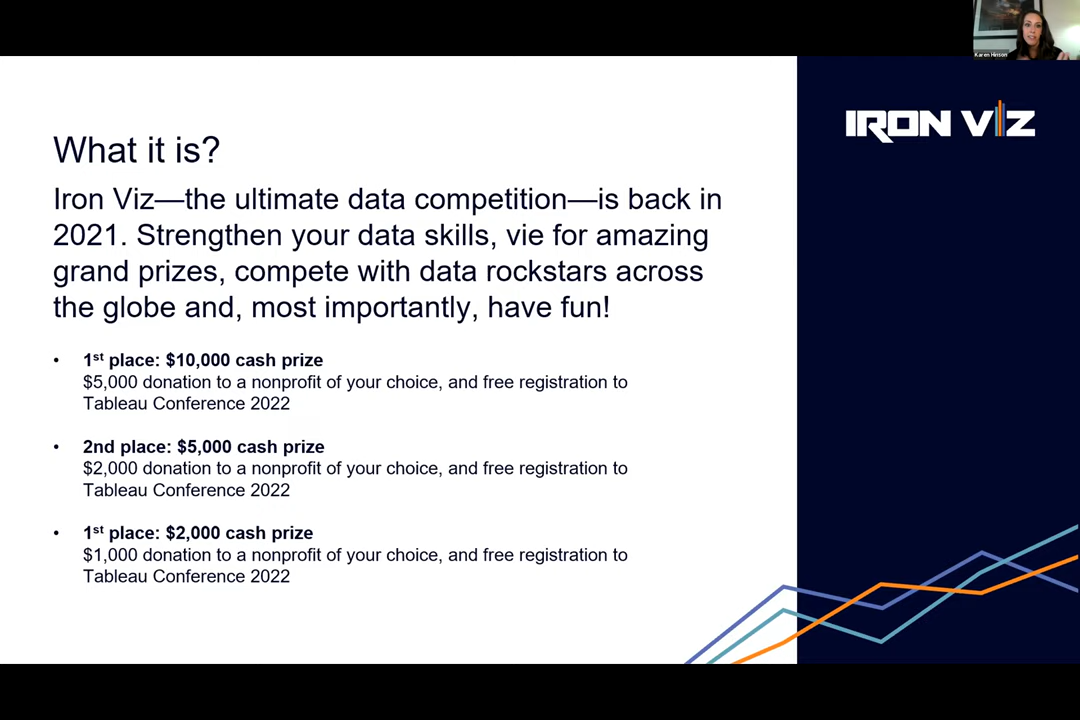 Karen Hinson
IRON VIZ
What it is?
Iron Viz—the ultimate data competition—is back in
2021. Strengthen your data skills, vie for amazing
grand prizes, compete with data rockstars across
the globe and, most importantly, have fun!
• 1st place: $10,000 cash prize
$5,000 donation to a nonprofit of your choice, and free registration to
Tableau Conference 2022
• 2nd place: $5,000 cash prize
$2,000 donation to a nonprofit of your choice, and free registration to
Tableau Conference 2022
• 1st place: $2,000 cash prize
$1,000 donation to a nonprofit of your choice, and free registration to
Tableau Conference 2022